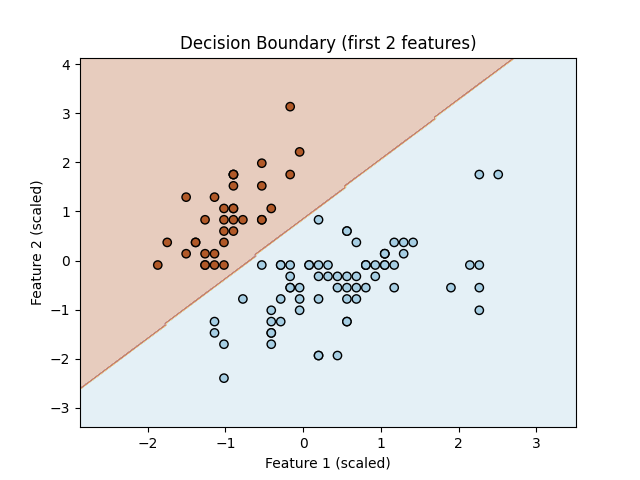 Decision Boundary (first 2 features)
4
3
2
1
0
−1
−2
−3
Feature 2 (scaled)
−2 −1 0 1 2 3
Feature 1 (scaled)